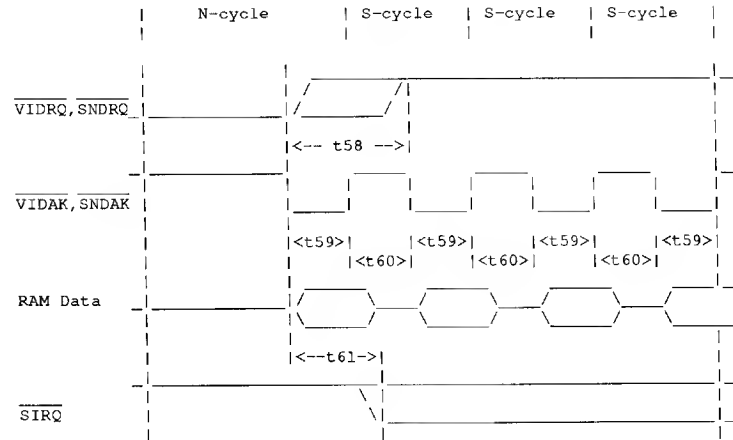 N-cycle S-cycle S-cycle S-cycle
VIDRQ,SNDRQ
<-- t58 -->
VIDAK,SNDAK
<t59> <t59> <t59> <t59>
<t60> <t60> <t60>
RAM Data
<--t61->
SIRQ